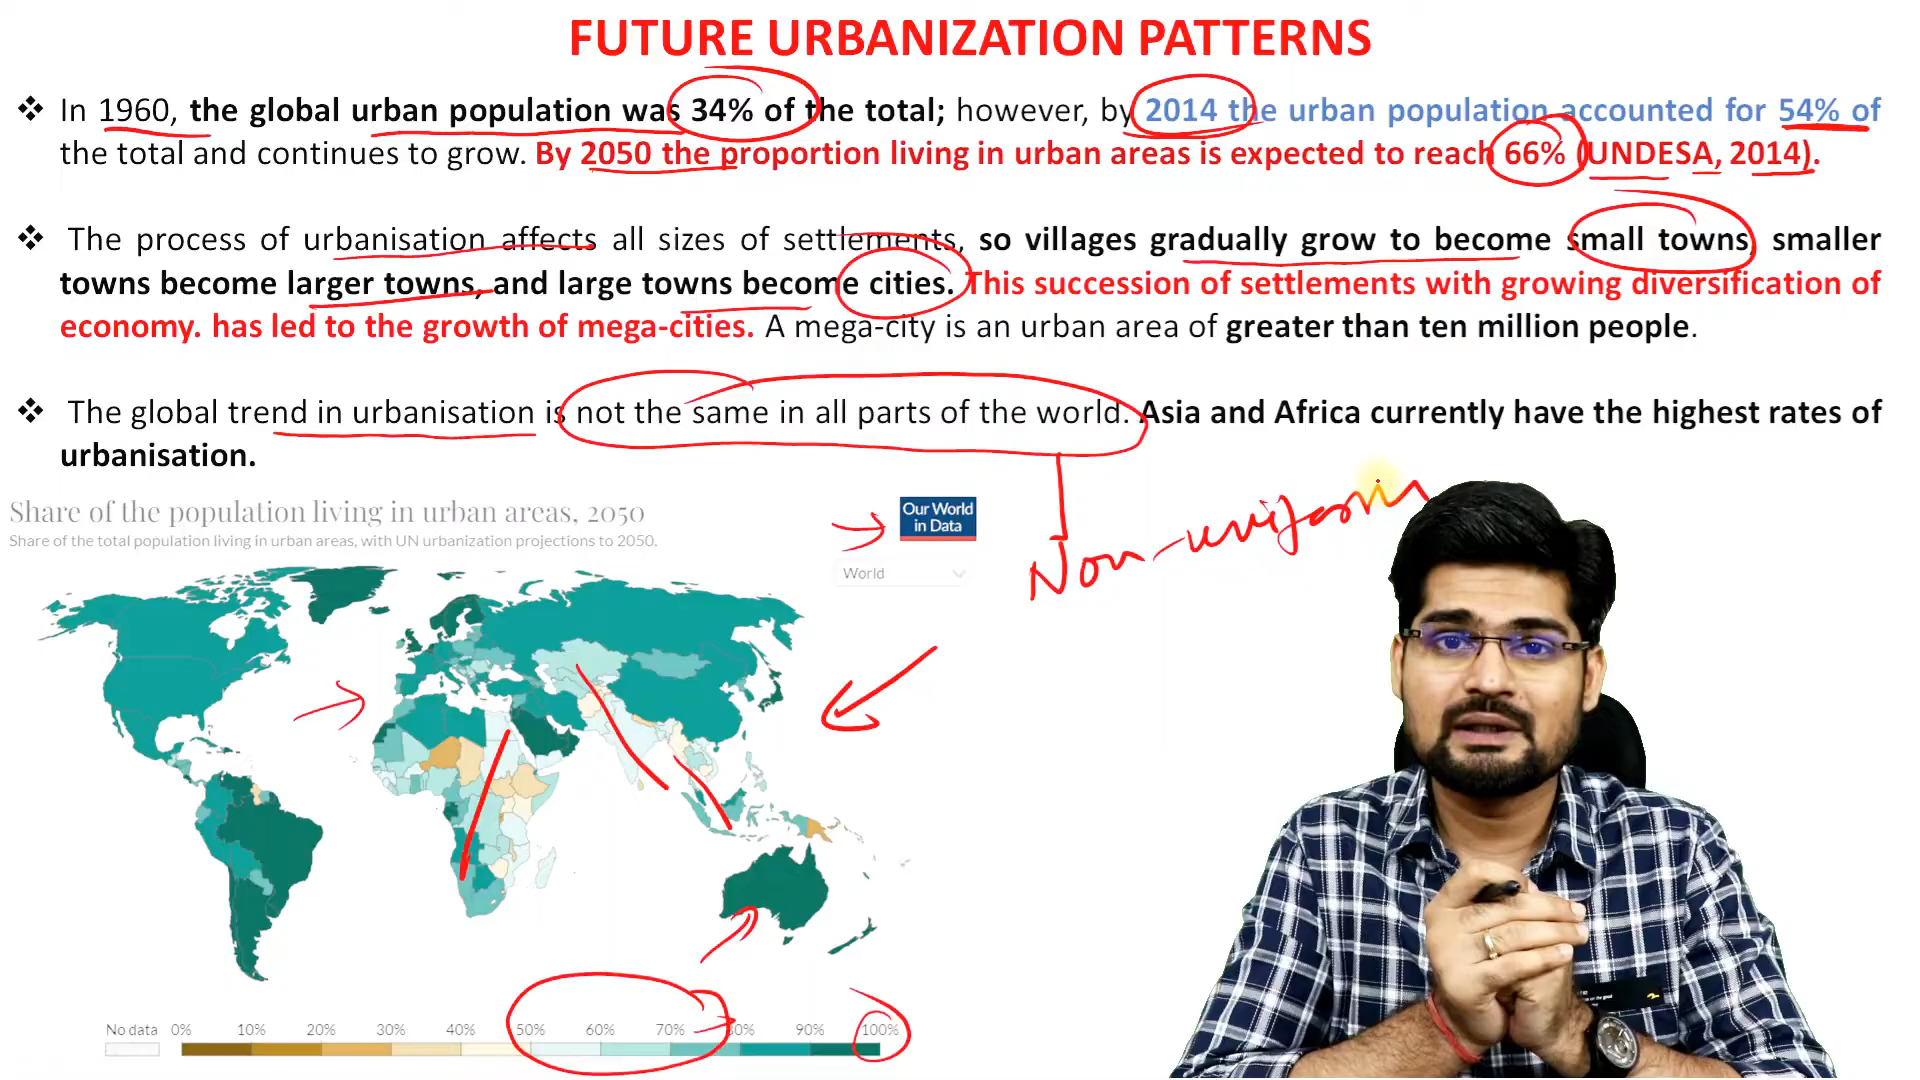 FUTURE URBANIZATION PATTERNS
❖ In 1960, the global urban population was 34% of the total; however, by 2014 the urban population accounted for 54% of
the total and continues to grow. By 2050 the proportion living in urban areas is expected to reach 66% (UNDESA, 2014).
❖ The process of urbanisation affects all sizes of settlements, so villages gradually grow to become small towns, smaller
towns become larger towns, and large towns become cities. This succession of settlements with growing diversification of
economy. has led to the growth of mega-cities. A mega-city is an urban area of greater than ten million people.
❖ The global trend in urbanisation is not the same in all parts of the world. Asia and Africa currently have the highest rates of
urbanisation.
Share of the population living in urban areas, 2050
Share of the total population living in urban areas, with UN urbanization projections to 2050.
Our World
in Data
World
Non-uniform
No data 0% 10% 20% 30% 40% 50% 60% 70% 80% 90% 100%